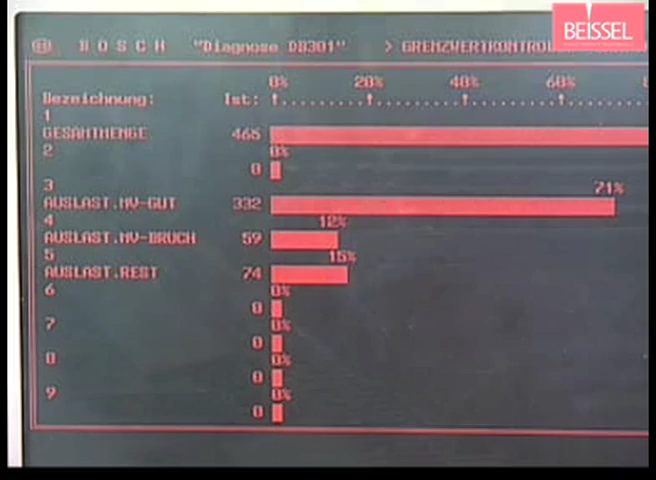 BEISSEL
BOSCH "Diagnose DB301" > GRENZWERTKONTROL
0% 20% 40% 60% 8
Bezeichnung: Ist:
1
GESAMTMENGE 465
2 0%
0
3 71%
AUSLAST.MV-GUT 332
4 12%
AUSLAST.MV-BRUCH 59
5 15%
AUSLAST.REST 74
6 0%
0
7 0%
0
8 0%
0
9 0%
0